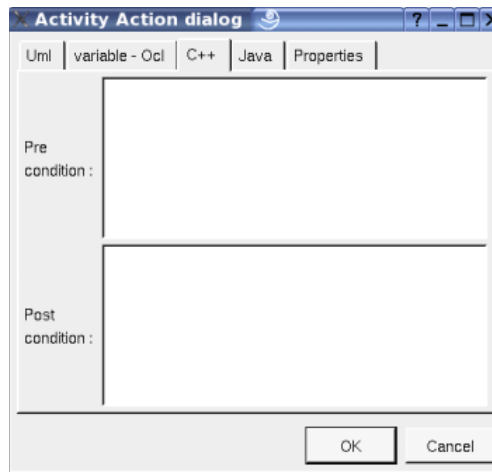 Activity Action dialog
Uml variable - Ocl C++ Java Properties
Pre
condition :
Post
condition :
OK Cancel